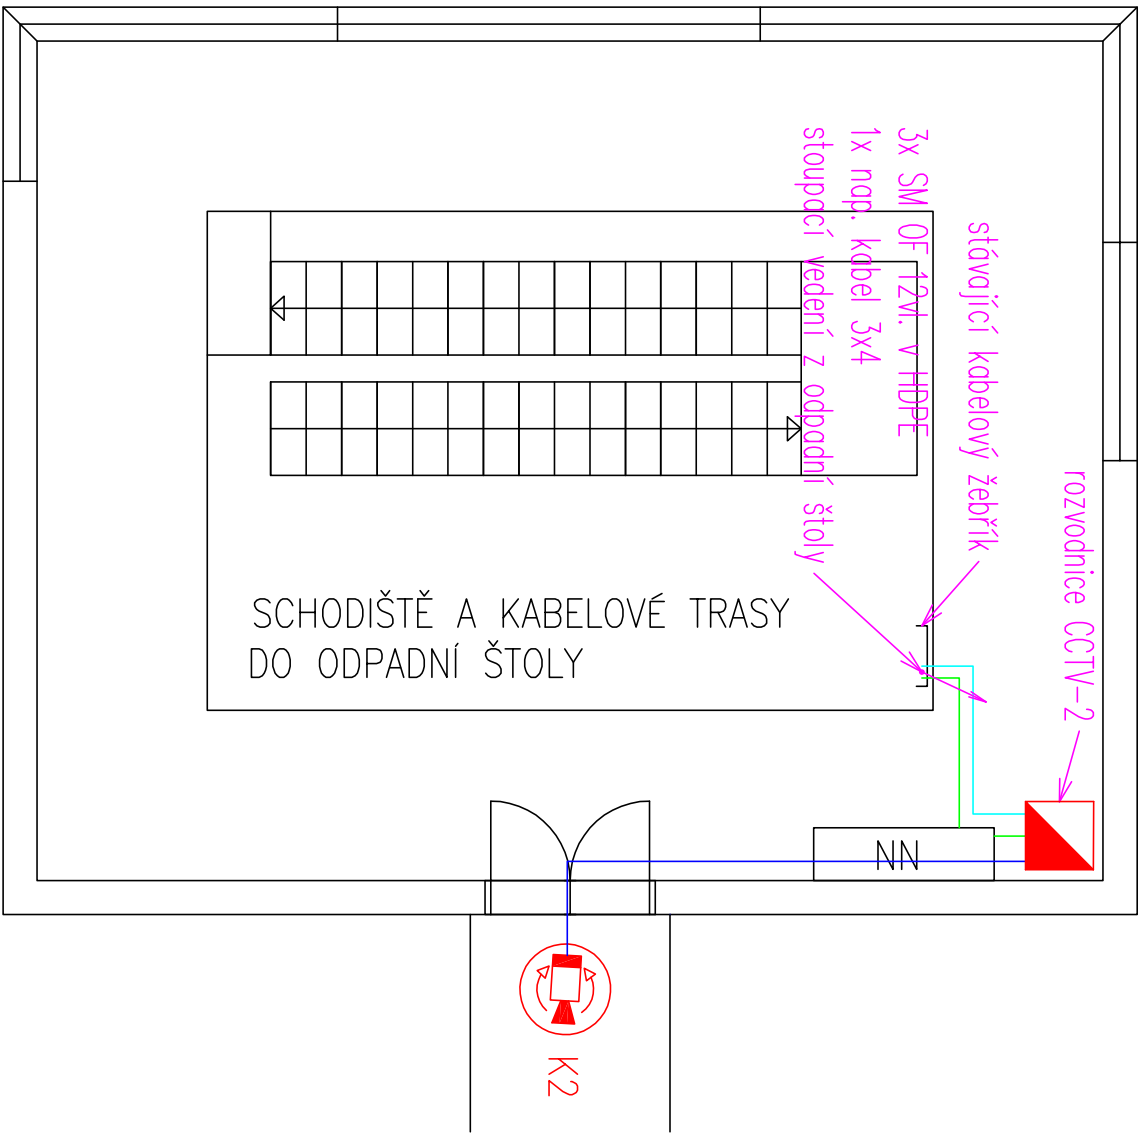 3x SM OF 12vl. v HDPE
1x nap. kabel 3x4
stoupací vedení z odpadní štoly
stávající kabelový žebřík
rozvodnice CCTV-2
SCHODIŠTĚ A KABELOVÉ TRASY
DO ODPADNÍ ŠTOLY
NN
K2